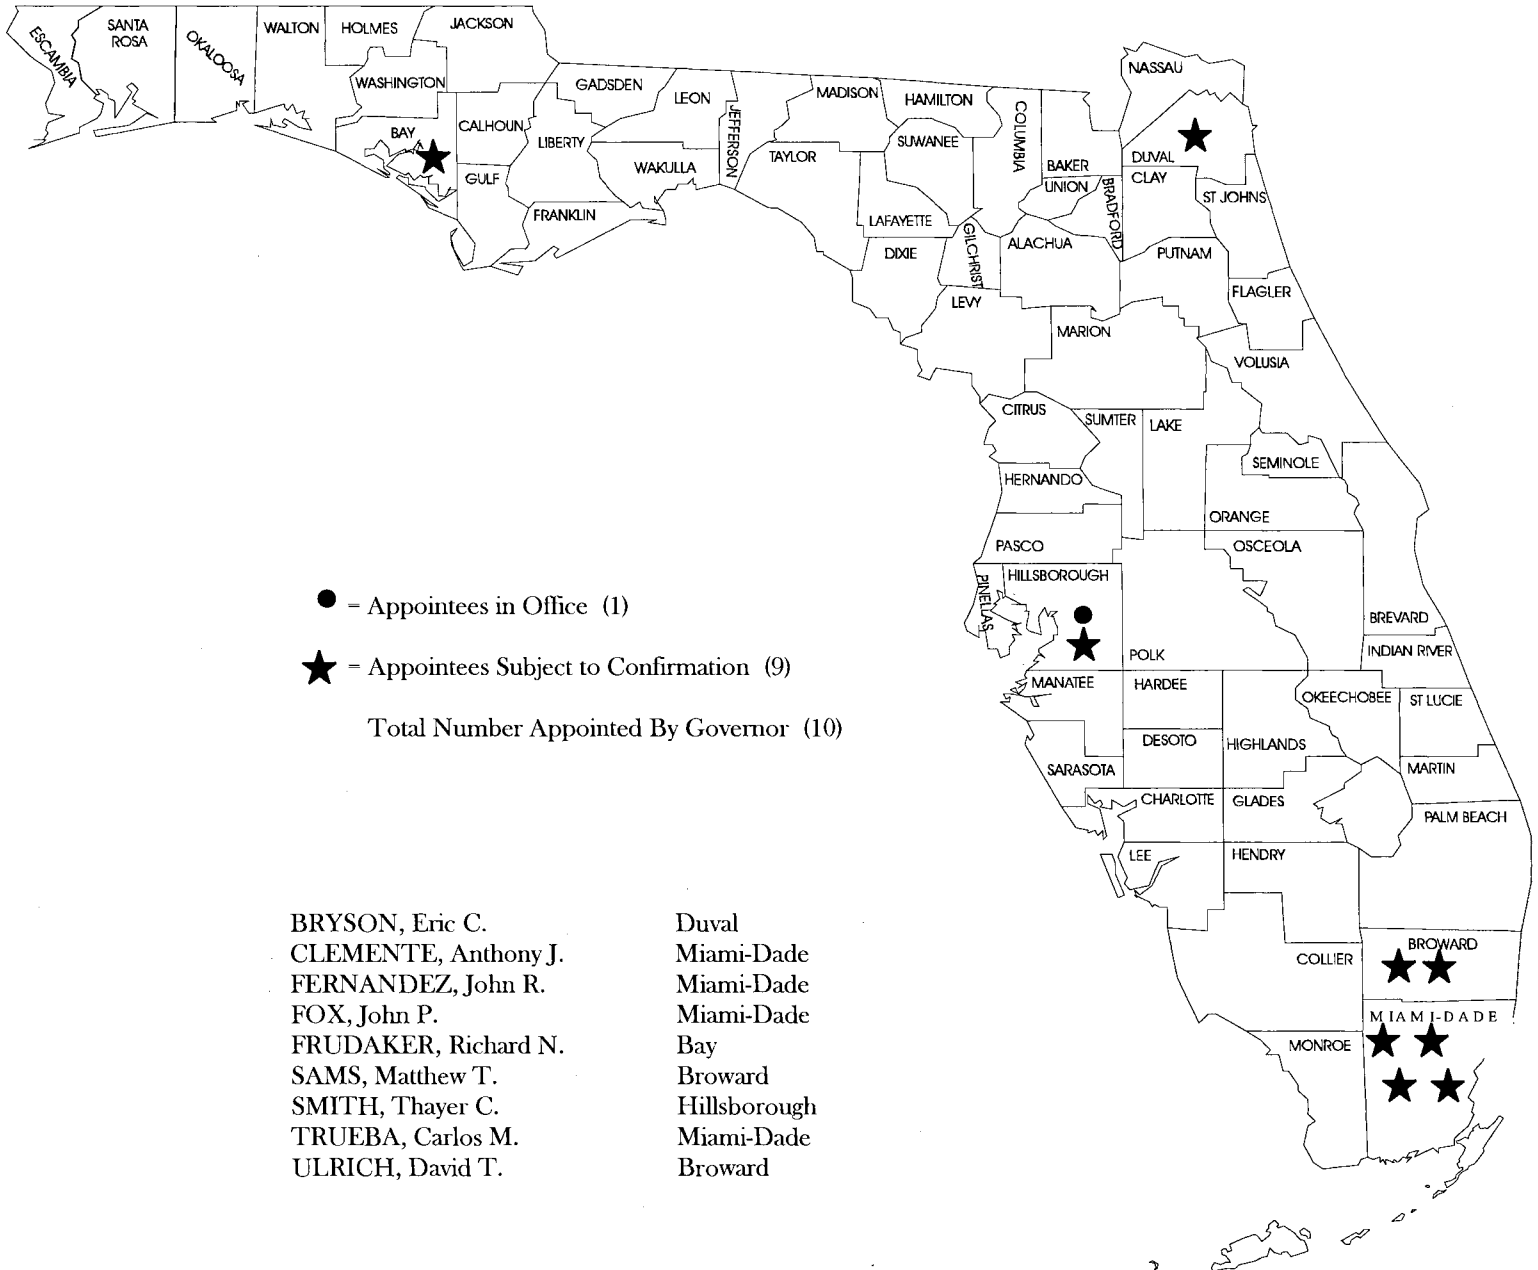 JACKSON
SANTA
ROSA
WALTON
HOLMES
ESCAMBIA
OKALOOSA
NASSAU
WASHINGTON
GADSDEN
MADISON
LEON
HAMILTON
JEFFERSON
COLUMBIA
CALHOUN
BAY
LIBERTY
SUWANEE
TAYLOR
DUVAL
WAKULLA
BAKER
GULF
CLAY
UNION
BRADFORD
ST JOHNS
FRANKLIN
LAFAYETTE
GILCHRIST
ALACHUA
DIXIE
PUTNAM
FLAGLER
LEVY
MARION
VOLUSIA
CITRUS
SUMTER
LAKE
SEMINOLE
HERNANDO
ORANGE
PASCO
OSCEOLA
HILLSBOROUGH
PINELLAS
= Appointees in Office (1)
BREVARD
INDIAN RIVER
POLK
= Appointees Subject to Confirmation (9)
MANATEE
HARDEE
OKEECHOBEE
ST LUCIE
Total Number Appointed By Governor (10)
DESOTO
HIGHLANDS
SARASOTA
MARTIN
CHARLOTTE
GLADES
PALM BEACH
LEE
HENDRY
BROWARD
COLLIER
MIAMI-DADE
MONROE
BRYSON, Eric C. Duval
CLEMENTE, Anthony J. Miami-Dade
FERNANDEZ, John R. Miami-Dade
FOX, John P. Miami-Dade
FRUDAKER, Richard N. Bay
SAMS, Matthew T. Broward
SMITH, Thayer C. Hillsborough
TRUEBA, Carlos M. Miami-Dade
ULRICH, David T. Broward